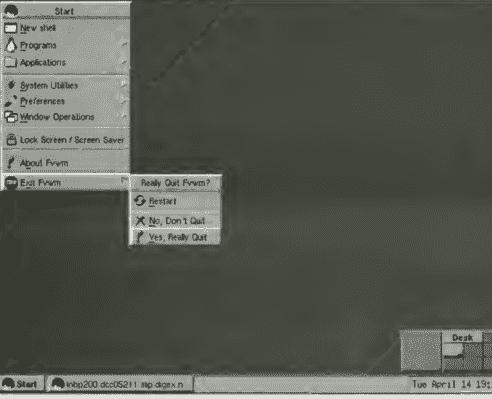 Start
New shell
Programs
Applications
System Utilities
Preferences
Window Operations
Lock Screen / Screen Saver
About Fvwm
Exit Fvwm
Really Quit Fvwm?
Restart
No, Don't Quit
Yes, Really Quit
Desk
Start
Tue April 14